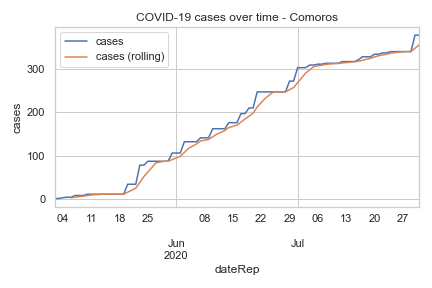 COVID-19 cases over time - Comoros
cases
cases (rolling)
300
200
100
0
cases
04 11 18 25 08 15 22 29 06 13 20 27
Jun Jul
2020
dateRep